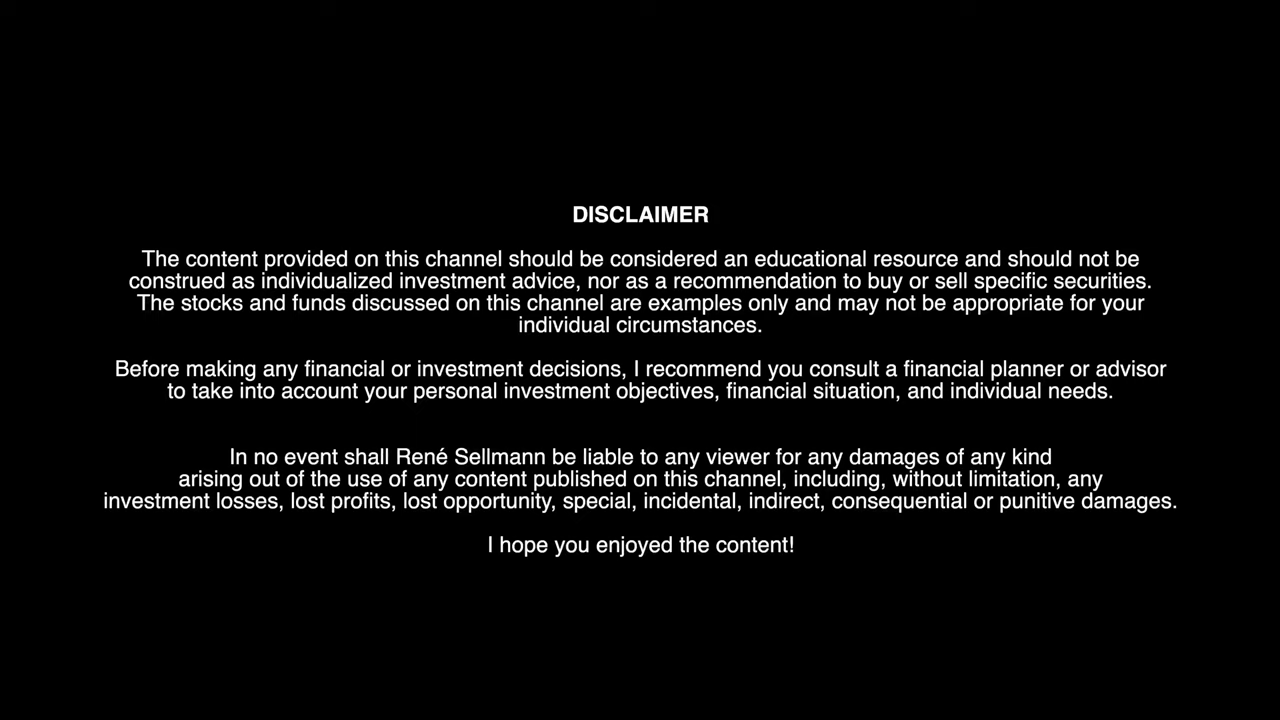 DISCLAIMER
The content provided on this channel should be considered an educational resource and should not be
construed as individualized investment advice, nor as a recommendation to buy or sell specific securities.
The stocks and funds discussed on this channel are examples only and may not be appropriate for your
individual circumstances.
Before making any financial or investment decisions, I recommend you consult a financial planner or advisor
to take into account your personal investment objectives, financial situation, and individual needs.
In no event shall René Sellmann be liable to any viewer for any damages of any kind
arising out of the use of any content published on this channel, including, without limitation, any
investment losses, lost profits, lost opportunity, special, incidental, indirect, consequential or punitive damages.
I hope you enjoyed the content!